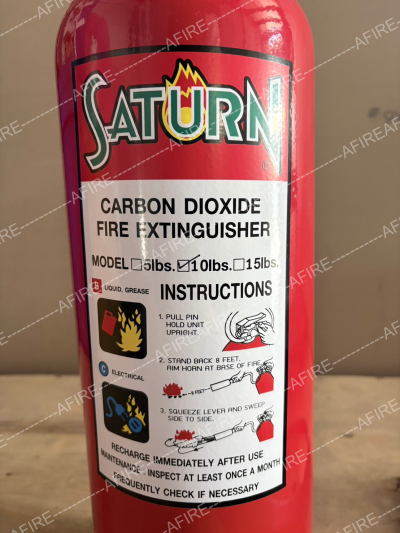 SATURN
CARBON DIOXIDE
FIRE EXTINGUISHER
MODEL □5lbs. ☑10lbs. □15lbs.
B LIQUID, GREASE
INSTRUCTIONS
1. PULL PIN
HOLD UNIT
UPRIGHT.
2. STAND BACK 8 FEET.
AIM HORN AT BASE OF FIRE.
C ELECTRICAL
3. SQUEEZE LEVER AND SWEEP
SIDE TO SIDE.
RECHARGE IMMEDIATELY AFTER USE
MAINTENANCE: INSPECT AT LEAST ONCE A MONTH
FREQUENTLY CHECK IF NECESSARY
AFIRE